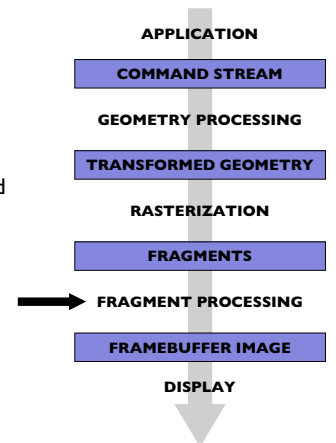 APPLICATION
COMMAND STREAM
GEOMETRY PROCESSING
TRANSFORMED GEOMETRY
d
RASTERIZATION
FRAGMENTS
FRAGMENT PROCESSING
FRAMEBUFFER IMAGE
DISPLAY